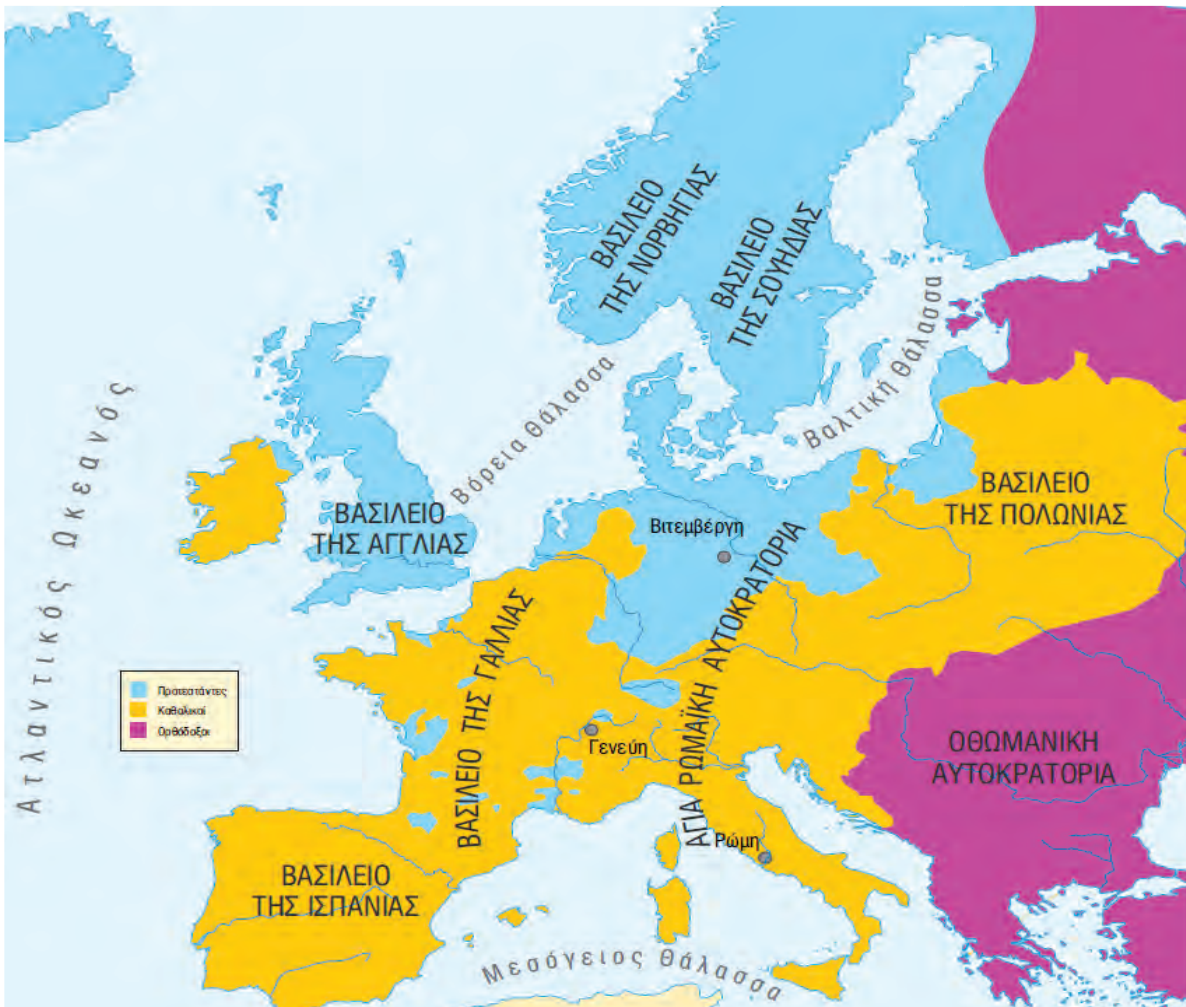 ΒΑΣΙΛΕΙΟ
ΤΗΣ ΝΟΡΒΗΓΙΑΣ
ΒΑΣΙΛΕΙΟ
ΤΗΣ ΣΟΥΗΔΙΑΣ
Βόρεια Θάλασσα
Βαλτική Θάλασσα
Ατλαντικός Ωκεανός
ΒΑΣΙΛΕΙΟ
ΤΗΣ ΑΓΓΛΙΑΣ
Βιτεμβέργη
ΒΑΣΙΛΕΙΟ
ΤΗΣ ΠΟΛΩΝΙΑΣ
ΒΑΣΙΛΕΙΟ ΤΗΣ ΓΑΛΛΙΑΣ
ΑΓΙΑ ΡΩΜΑΪΚΗ ΑΥΤΟΚΡΑΤΟΡΙΑ
Προτεστάντες
Καθολικοί
Ορθόδοξοι
Γενεύη
ΟΘΩΜΑΝΙΚΗ
ΑΥΤΟΚΡΑΤΟΡΙΑ
Ρώμη
ΒΑΣΙΛΕΙΟ
ΤΗΣ ΙΣΠΑΝΙΑΣ
Μεσόγειος Θάλασσα